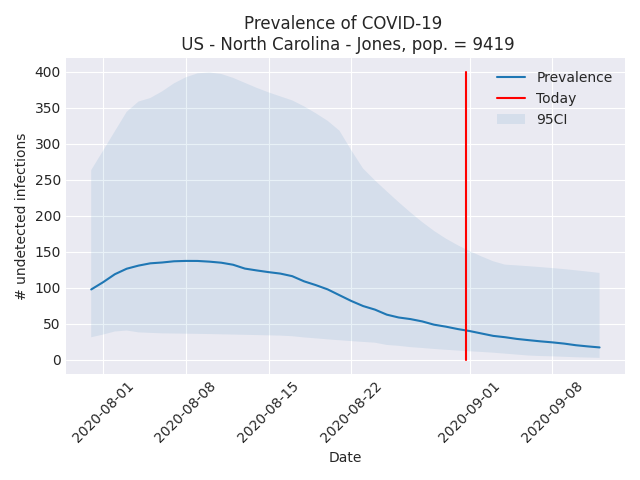 Prevalence of COVID-19
US - North Carolina - Jones, pop. = 9419
# undetected infections
400
350
300
250
200
150
100
50
0
Prevalence
Today
95CI
2020-08-01
2020-08-08
2020-08-15
2020-08-22
2020-09-01
2020-09-08
Date